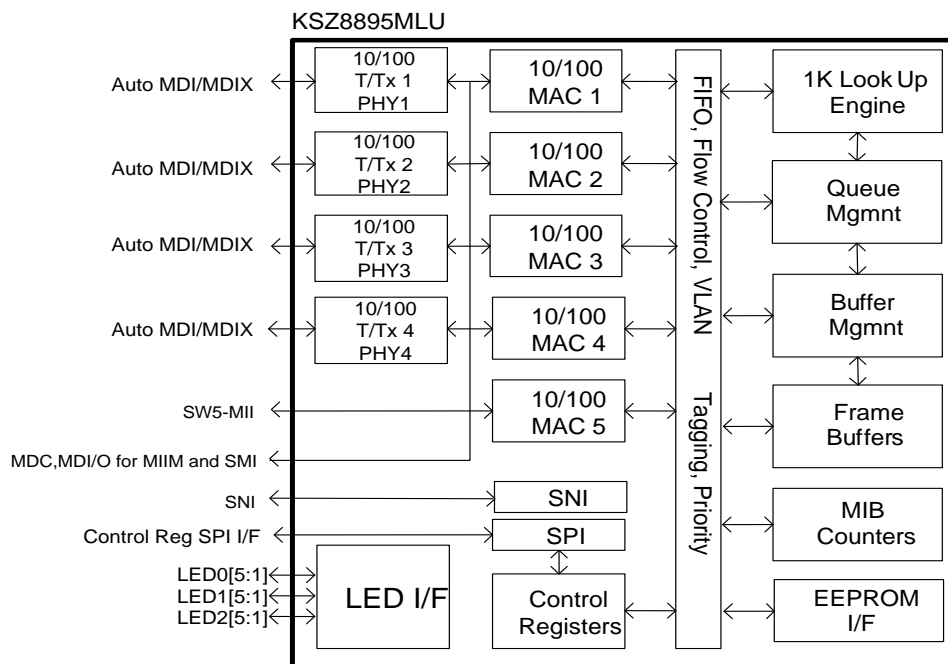 KSZ8895MLU
Auto MDI/MDIX
10/100
T/Tx 1
PHY1
10/100
MAC 1
1K Look Up
Engine
Auto MDI/MDIX
10/100
T/Tx 2
PHY2
10/100
MAC 2
Queue
Mgmnt
Auto MDI/MDIX
10/100
T/Tx 3
PHY3
10/100
MAC 3
Buffer
Mgmnt
Auto MDI/MDIX
10/100
T/Tx 4
PHY4
10/100
MAC 4
FIFO, Flow Control, VLAN Tagging, Priority
SW5-MII
10/100
MAC 5
Frame
Buffers
MDC,MDI/O for MIIM and SMI
SNI
SNI
MIB
Counters
Control Reg SPI I/F
SPI
LED0[5:1]
LED1[5:1]
LED2[5:1]
LED I/F
Control
Registers
EEPROM
I/F